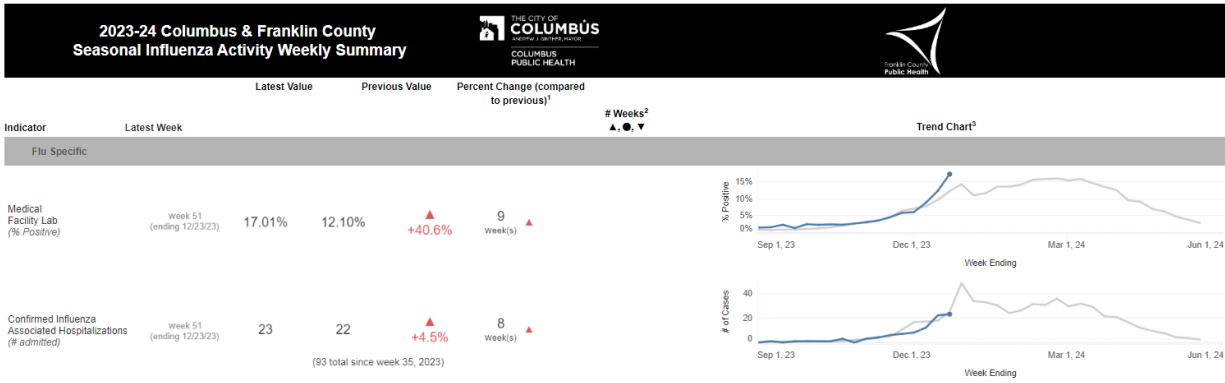 2023-24 Columbus & Franklin County
Seasonal Influenza Activity Weekly Summary
THE CITY OF
COLUMBUS
ANDREW J. GINTHER, MAYOR
COLUMBUS
PUBLIC HEALTH
Franklin County
Public Health
Latest Value
Previous Value
Percent Change (compared
to previous)¹
# Weeks²
▲, ●, ▼
Indicator
Latest Week
Trend Chart³
Flu Specific
Medical
Facility Lab
(% Positive)
week 51
(ending 12/23/23)
17.01%
12.10%
▲
+40.6%
9
week(s)
▲
% Positive
15%
10%
5%
0%
Sep 1, 23
Dec 1, 23
Mar 1, 24
Jun 1, 24
Week Ending
Confirmed Influenza
Associated Hospitalizations
(# admitted)
week 51
(ending 12/23/23)
23
22
▲
+4.5%
8
week(s)
▲
(93 total since week 35, 2023)
# of Cases
40
20
0
Sep 1, 23
Dec 1, 23
Mar 1, 24
Jun 1, 24
Week Ending